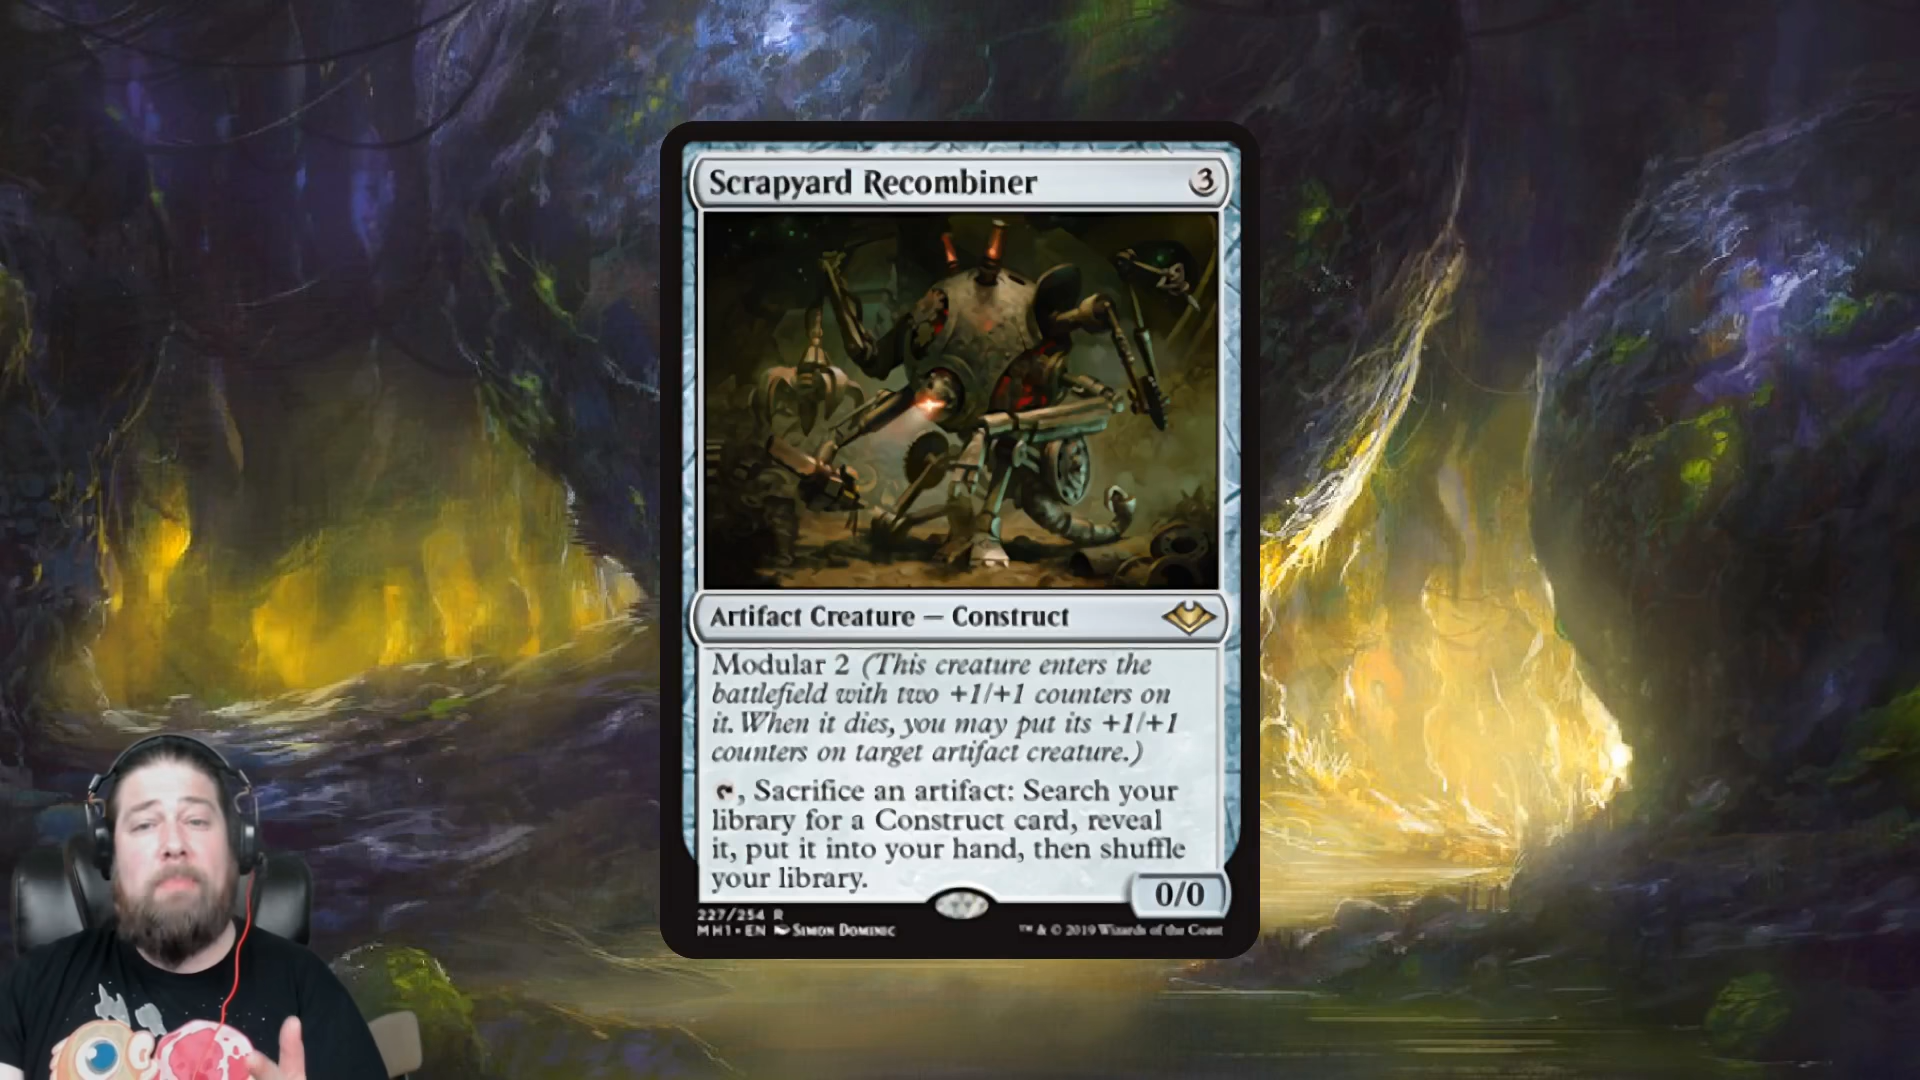 Scrapyard Recombiner 3
Artifact Creature — Construct
Modular 2 (This creature enters the
battlefield with two +1/+1 counters on
it. When it dies, you may put its +1/+1
counters on target artifact creature.)
, Sacrifice an artifact: Search your
library for a Construct card, reveal
it, put it into your hand, then shuffle
your library.
0/0
227/254 R
MH1 • EN Simon Dominic
™ & © 2019 Wizards of the Coast